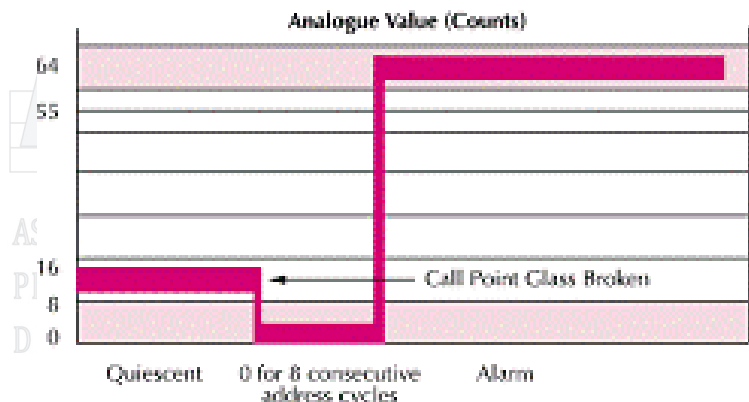 Analogue Value (Counts)
64
55
16
8
0
Call Point Glass Broken
Quiescent
0 for 8 consecutive
address cycles
Alarm